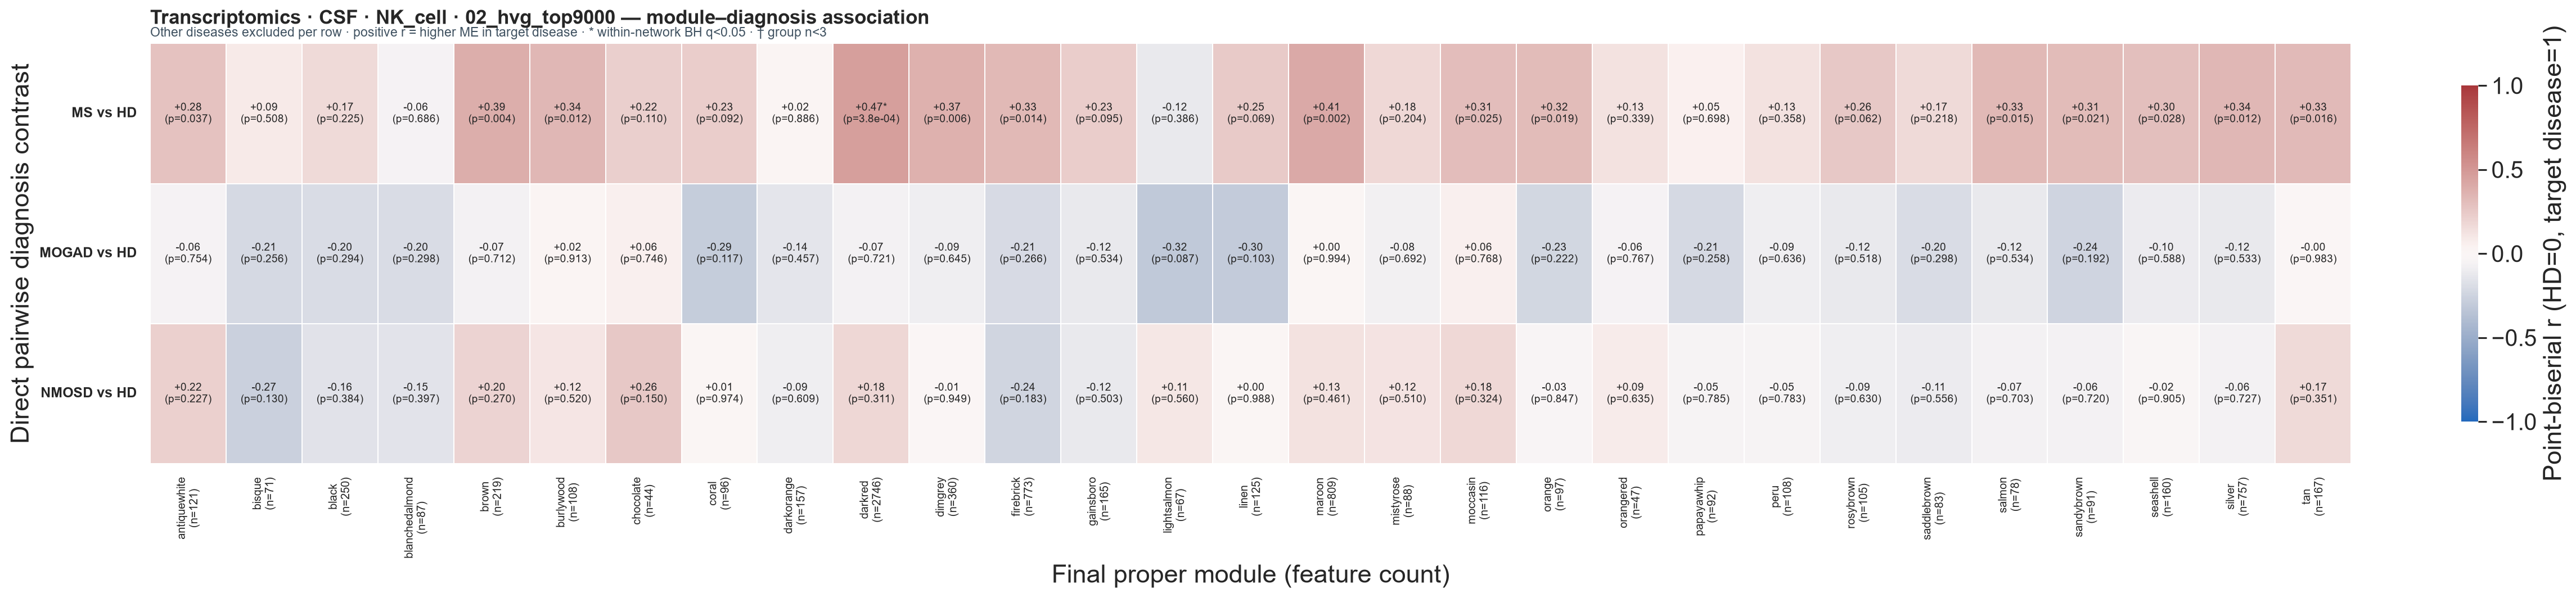 Transcriptomics · CSF · NK_cell · 02_hvg_top9000 — module–diagnosis association
Other diseases excluded per row · positive r = higher ME in target disease · * within-network BH q<0.05 · † group n<3
Direct pairwise diagnosis contrast
MS vs HD
+0.28 +0.09 +0.17 -0.06 +0.39 +0.34 +0.22 +0.23 +0.02 +0.47* +0.37 +0.33 +0.23 -0.12 +0.25 +0.41 +0.18 +0.31 +0.32 +0.13 +0.05 +0.13 +0.26 +0.17 +0.33 +0.31 +0.30 +0.34 +0.33
(p=0.037) (p=0.508) (p=0.225) (p=0.686) (p=0.004) (p=0.012) (p=0.110) (p=0.092) (p=0.886) (p=3.8e-04) (p=0.006) (p=0.014) (p=0.095) (p=0.386) (p=0.069) (p=0.002) (p=0.204) (p=0.025) (p=0.019) (p=0.339) (p=0.698) (p=0.358) (p=0.062) (p=0.218) (p=0.015) (p=0.021) (p=0.028) (p=0.012) (p=0.016)
MOGAD vs HD
-0.06 -0.21 -0.20 -0.20 -0.07 +0.02 +0.06 -0.29 -0.14 -0.07 -0.09 -0.21 -0.12 -0.32 -0.30 +0.00 -0.08 +0.06 -0.23 -0.06 -0.21 -0.09 -0.12 -0.20 -0.12 -0.24 -0.10 -0.12 -0.00
(p=0.754) (p=0.256) (p=0.294) (p=0.298) (p=0.712) (p=0.913) (p=0.746) (p=0.117) (p=0.457) (p=0.721) (p=0.645) (p=0.266) (p=0.534) (p=0.087) (p=0.103) (p=0.994) (p=0.692) (p=0.768) (p=0.222) (p=0.767) (p=0.258) (p=0.636) (p=0.518) (p=0.298) (p=0.534) (p=0.192) (p=0.588) (p=0.533) (p=0.983)
NMOSD vs HD
+0.22 -0.27 -0.16 -0.15 +0.20 +0.12 +0.26 +0.01 -0.09 +0.18 -0.01 -0.24 -0.12 +0.11 +0.00 +0.13 +0.12 +0.18 -0.03 +0.09 -0.05 -0.05 -0.09 -0.11 -0.07 -0.06 -0.02 -0.06 +0.17
(p=0.227) (p=0.130) (p=0.384) (p=0.397) (p=0.270) (p=0.520) (p=0.150) (p=0.974) (p=0.609) (p=0.311) (p=0.949) (p=0.183) (p=0.503) (p=0.560) (p=0.988) (p=0.461) (p=0.510) (p=0.324) (p=0.847) (p=0.635) (p=0.785) (p=0.783) (p=0.630) (p=0.556) (p=0.703) (p=0.720) (p=0.905) (p=0.727) (p=0.351)
antiquewhite
(n=121)
bisque
(n=71)
black
(n=250)
blanchedalmond
(n=87)
brown
(n=219)
burlywood
(n=108)
chocolate
(n=44)
coral
(n=96)
darkorange
(n=157)
darkred
(n=2746)
dimgrey
(n=360)
firebrick
(n=773)
gainsboro
(n=165)
lightsalmon
(n=67)
linen
(n=125)
maroon
(n=809)
mistyrose
(n=88)
moccasin
(n=116)
orange
(n=97)
orangered
(n=47)
papayawhip
(n=92)
peru
(n=108)
rosybrown
(n=105)
saddlebrown
(n=83)
salmon
(n=78)
sandybrown
(n=91)
seashell
(n=160)
silver
(n=757)
tan
(n=167)
Final proper module (feature count)
1.0
0.5
0.0
−0.5
−1.0
Point-biserial r (HD=0, target disease=1)